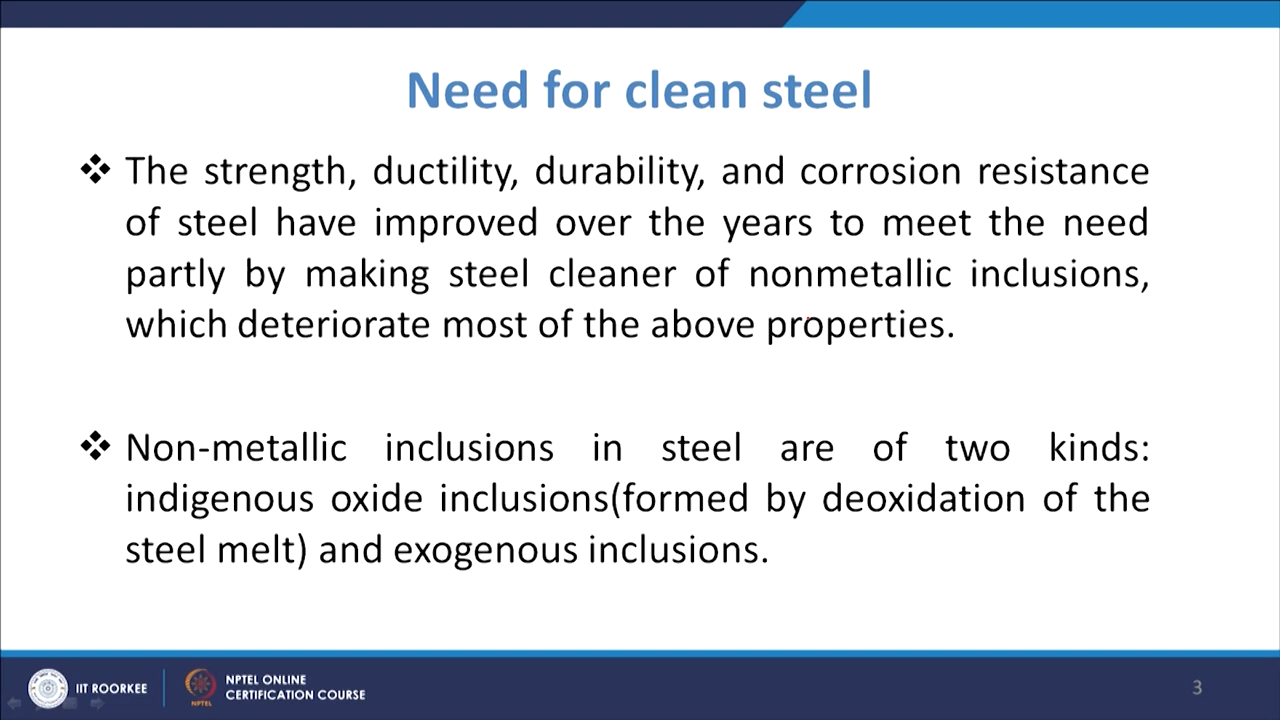 Need for clean steel
❖ The strength, ductility, durability, and corrosion resistance
of steel have improved over the years to meet the need
partly by making steel cleaner of nonmetallic inclusions,
which deteriorate most of the above properties.
❖ Non-metallic inclusions in steel are of two kinds:
indigenous oxide inclusions(formed by deoxidation of the
steel melt) and exogenous inclusions.
IIT ROORKEE
NPTEL
NPTEL ONLINE
CERTIFICATION COURSE
3